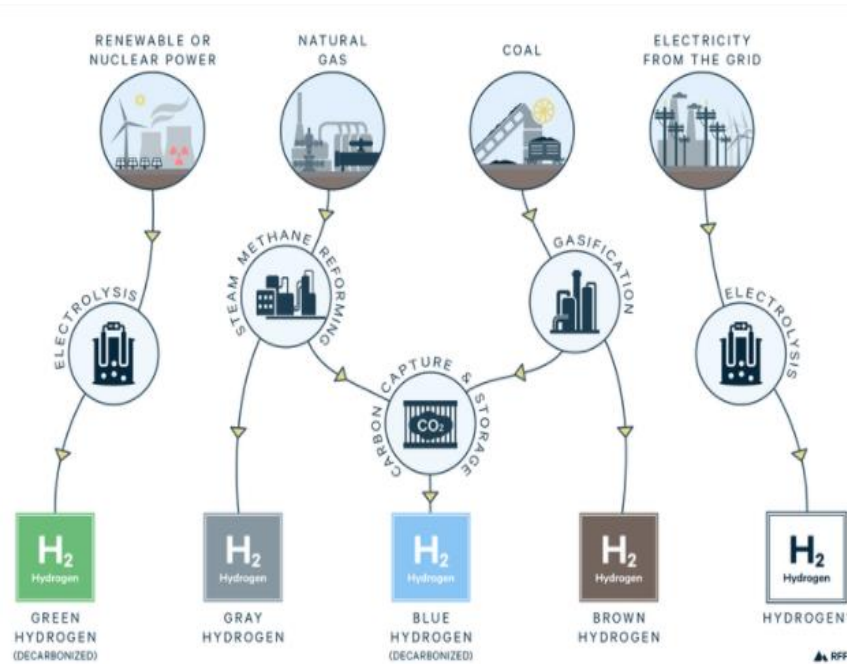 RENEWABLE OR
NUCLEAR POWER
NATURAL
GAS
COAL
ELECTRICITY
FROM THE GRID
ELECTROLYSIS
STEAM METHANE REFORMING
GASIFICATION
ELECTROLYSIS
CARBON CAPTURE & STORAGE
CO₂
H₂
Hydrogen
H₂
Hydrogen
H₂
Hydrogen
H₂
Hydrogen
H₂
Hydrogen
GREEN
HYDROGEN
(DECARBONIZED)
GRAY
HYDROGEN
BLUE
HYDROGEN
(DECARBONIZED)
BROWN
HYDROGEN
HYDROGEN
RFF